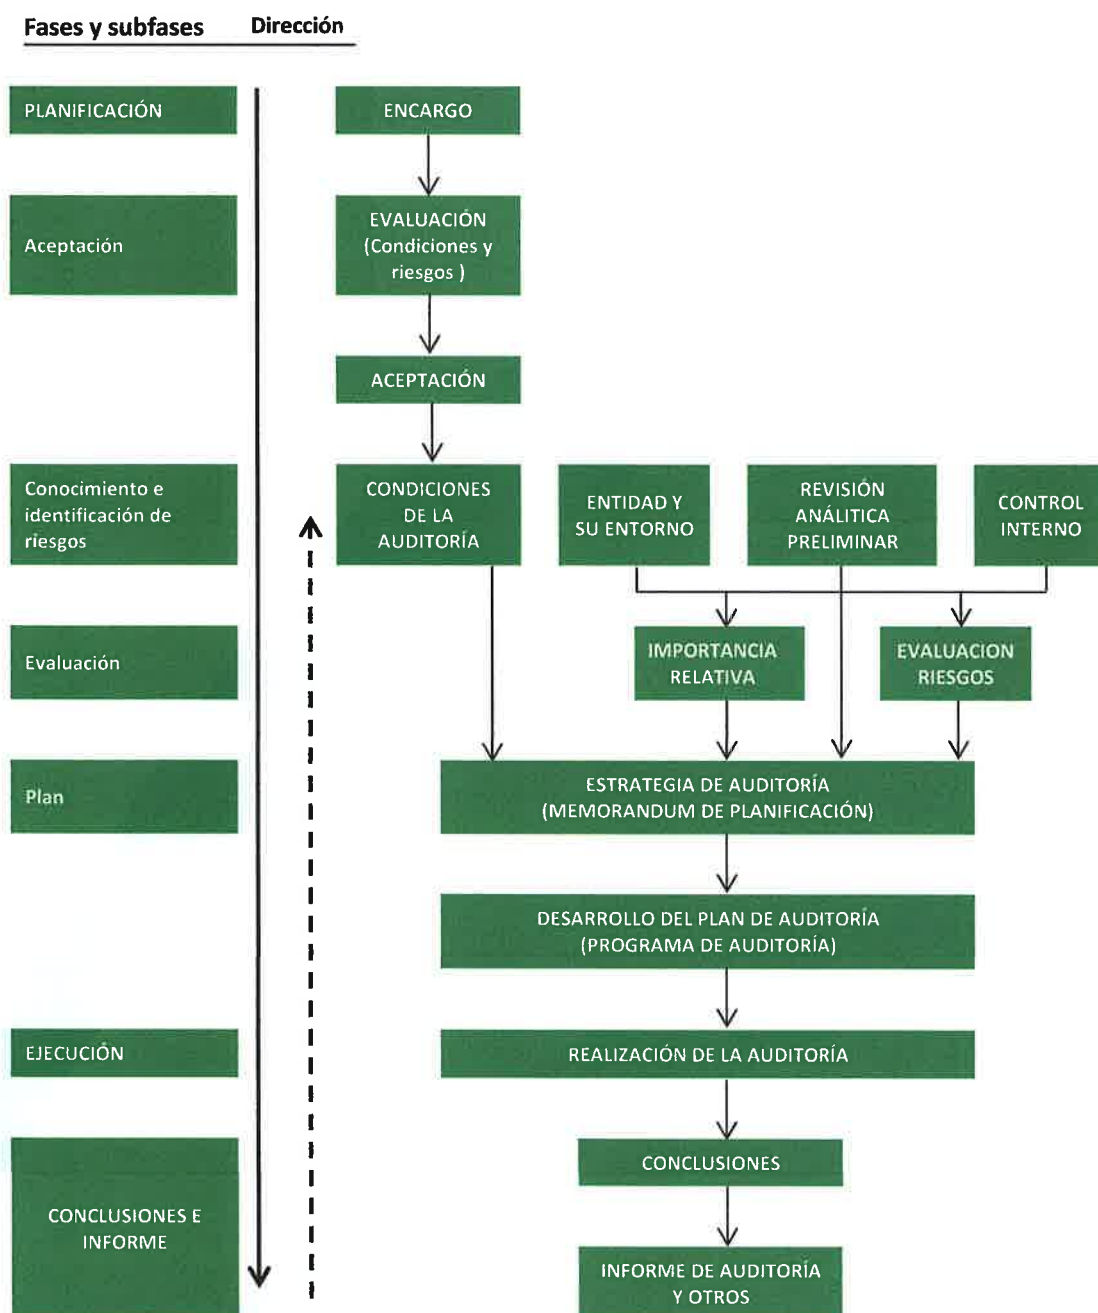 Fases y subfases Dirección
PLANIFICACIÓN
ENCARGO
Aceptación
EVALUACIÓN
(Condiciones y
riesgos )
ACEPTACIÓN
Conocimiento e
identificación de
riesgos
CONDICIONES
DE LA
AUDITORÍA
ENTIDAD Y
SU ENTORNO
REVISIÓN
ANÁLITICA
PRELIMINAR
CONTROL
INTERNO
Evaluación
IMPORTANCIA
RELATIVA
EVALUACION
RIESGOS
Plan
ESTRATEGIA DE AUDITORÍA
(MEMORANDUM DE PLANIFICACIÓN)
DESARROLLO DEL PLAN DE AUDITORÍA
(PROGRAMA DE AUDITORÍA)
EJECUCIÓN
REALIZACIÓN DE LA AUDITORÍA
CONCLUSIONES E
INFORME
CONCLUSIONES
INFORME DE AUDITORÍA
Y OTROS